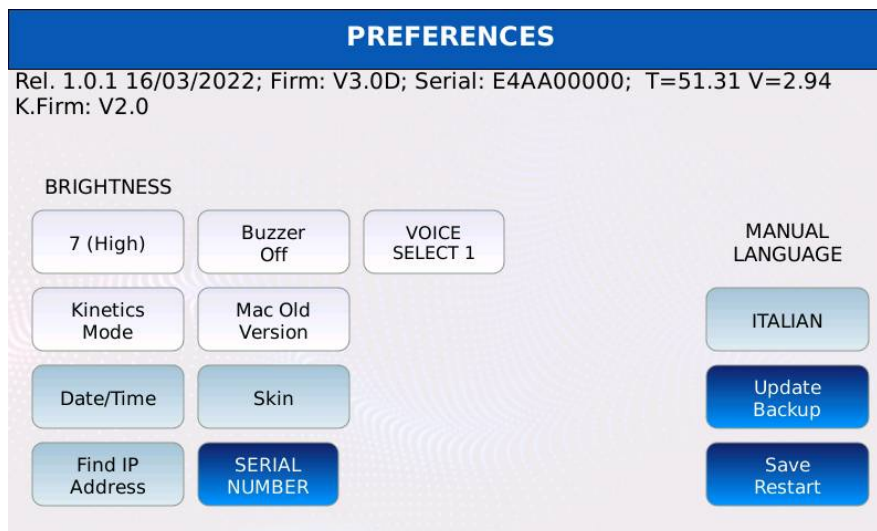 PREFERENCES
Rel. 1.0.1 16/03/2022; Firm: V3.0D; Serial: E4AA00000;  T=51.31 V=2.94
K.Firm: V2.0
BRIGHTNESS
7 (High)
Buzzer
Off
VOICE
SELECT 1
MANUAL
LANGUAGE
Kinetics
Mode
Mac Old
Version
ITALIAN
Date/Time
Skin
Update
Backup
Find IP
Address
SERIAL
NUMBER
Save
Restart